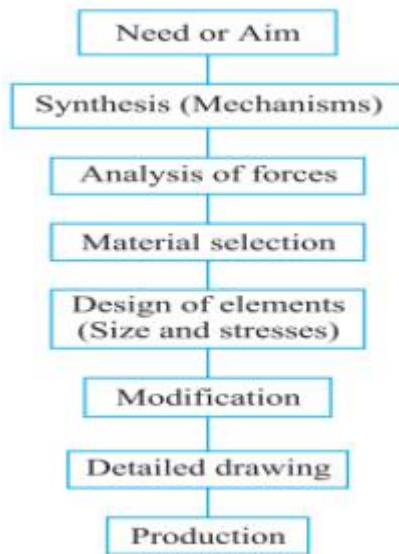 Need or Aim
Synthesis (Mechanisms)
Analysis of forces
Material selection
Design of elements
(Size and stresses)
Modification
Detailed drawing
Production